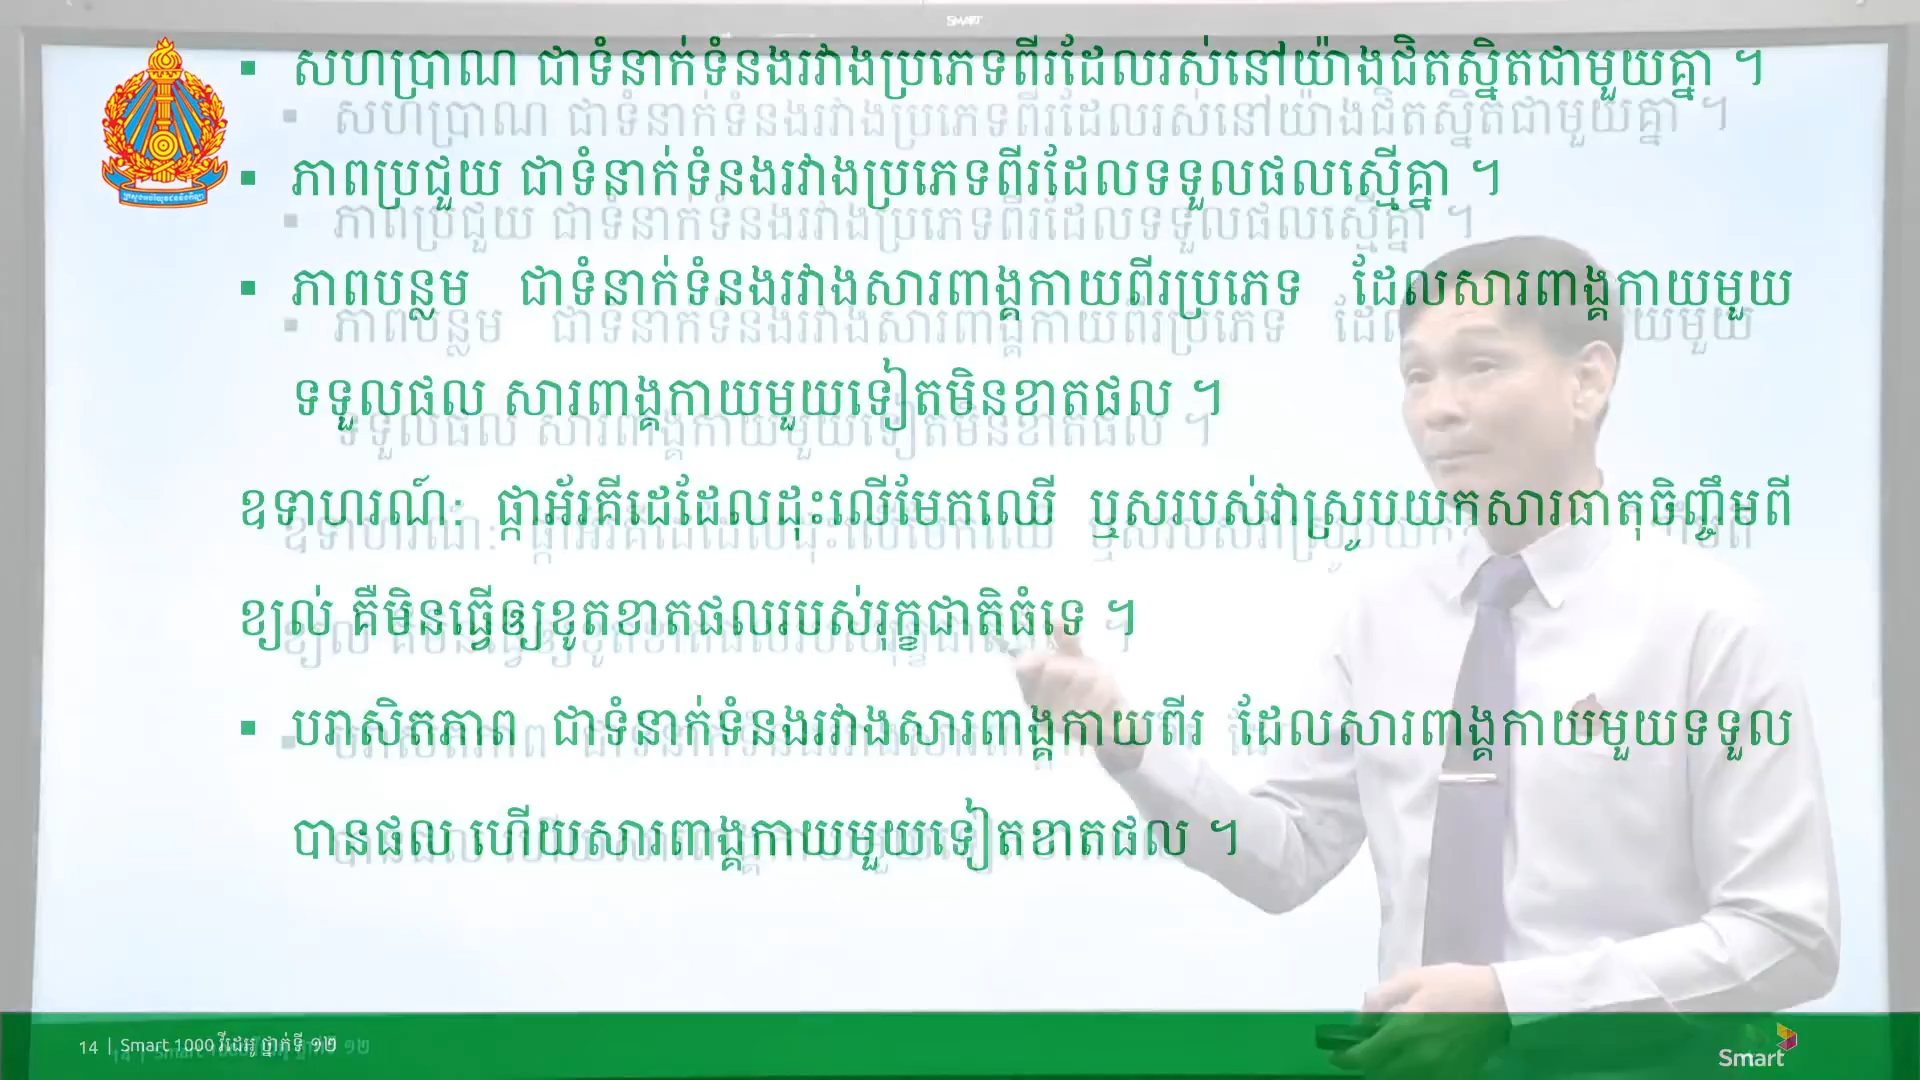 SMART
▪ សហប្រាណ ជាទំនាក់ទំនងរវាងប្រភេទពីរដែលរស់នៅយ៉ាងជិតស្និតជាមួយគ្នា ។
▪ ភាពប្រជួយ ជាទំនាក់ទំនងរវាងប្រភេទពីរដែលទទួលផលស្មើគ្នា ។
▪ ភាពបន្លម ជាទំនាក់ទំនងរវាងសារពាង្គកាយពីរប្រភេទ ដែលសារពាង្គកាយមួយ
ទទួលផល សារពាង្គកាយមួយទៀតមិនខាតផល ។
ឧទាហរណ៍ៈ ផ្កាអ័រគីដេដែលដុះលើមែកឈើ ឬសរបស់វាស្រូបយកសារធាតុចិញ្ចឹមពី
ខ្យល់ គឺមិនធ្វើឲ្យខូតខាតផលរបស់រុក្ខជាតិធំទេ ។
▪ បរាសិតភាព ជាទំនាក់ទំនងរវាងសារពាង្គកាយពីរ ដែលសារពាង្គកាយមួយទទួល
បានផល ហើយសារពាង្គកាយមួយទៀតខាតផល ។
14 | Smart 1000 វីដេអូ ថ្នាក់ទី ១២
Smart